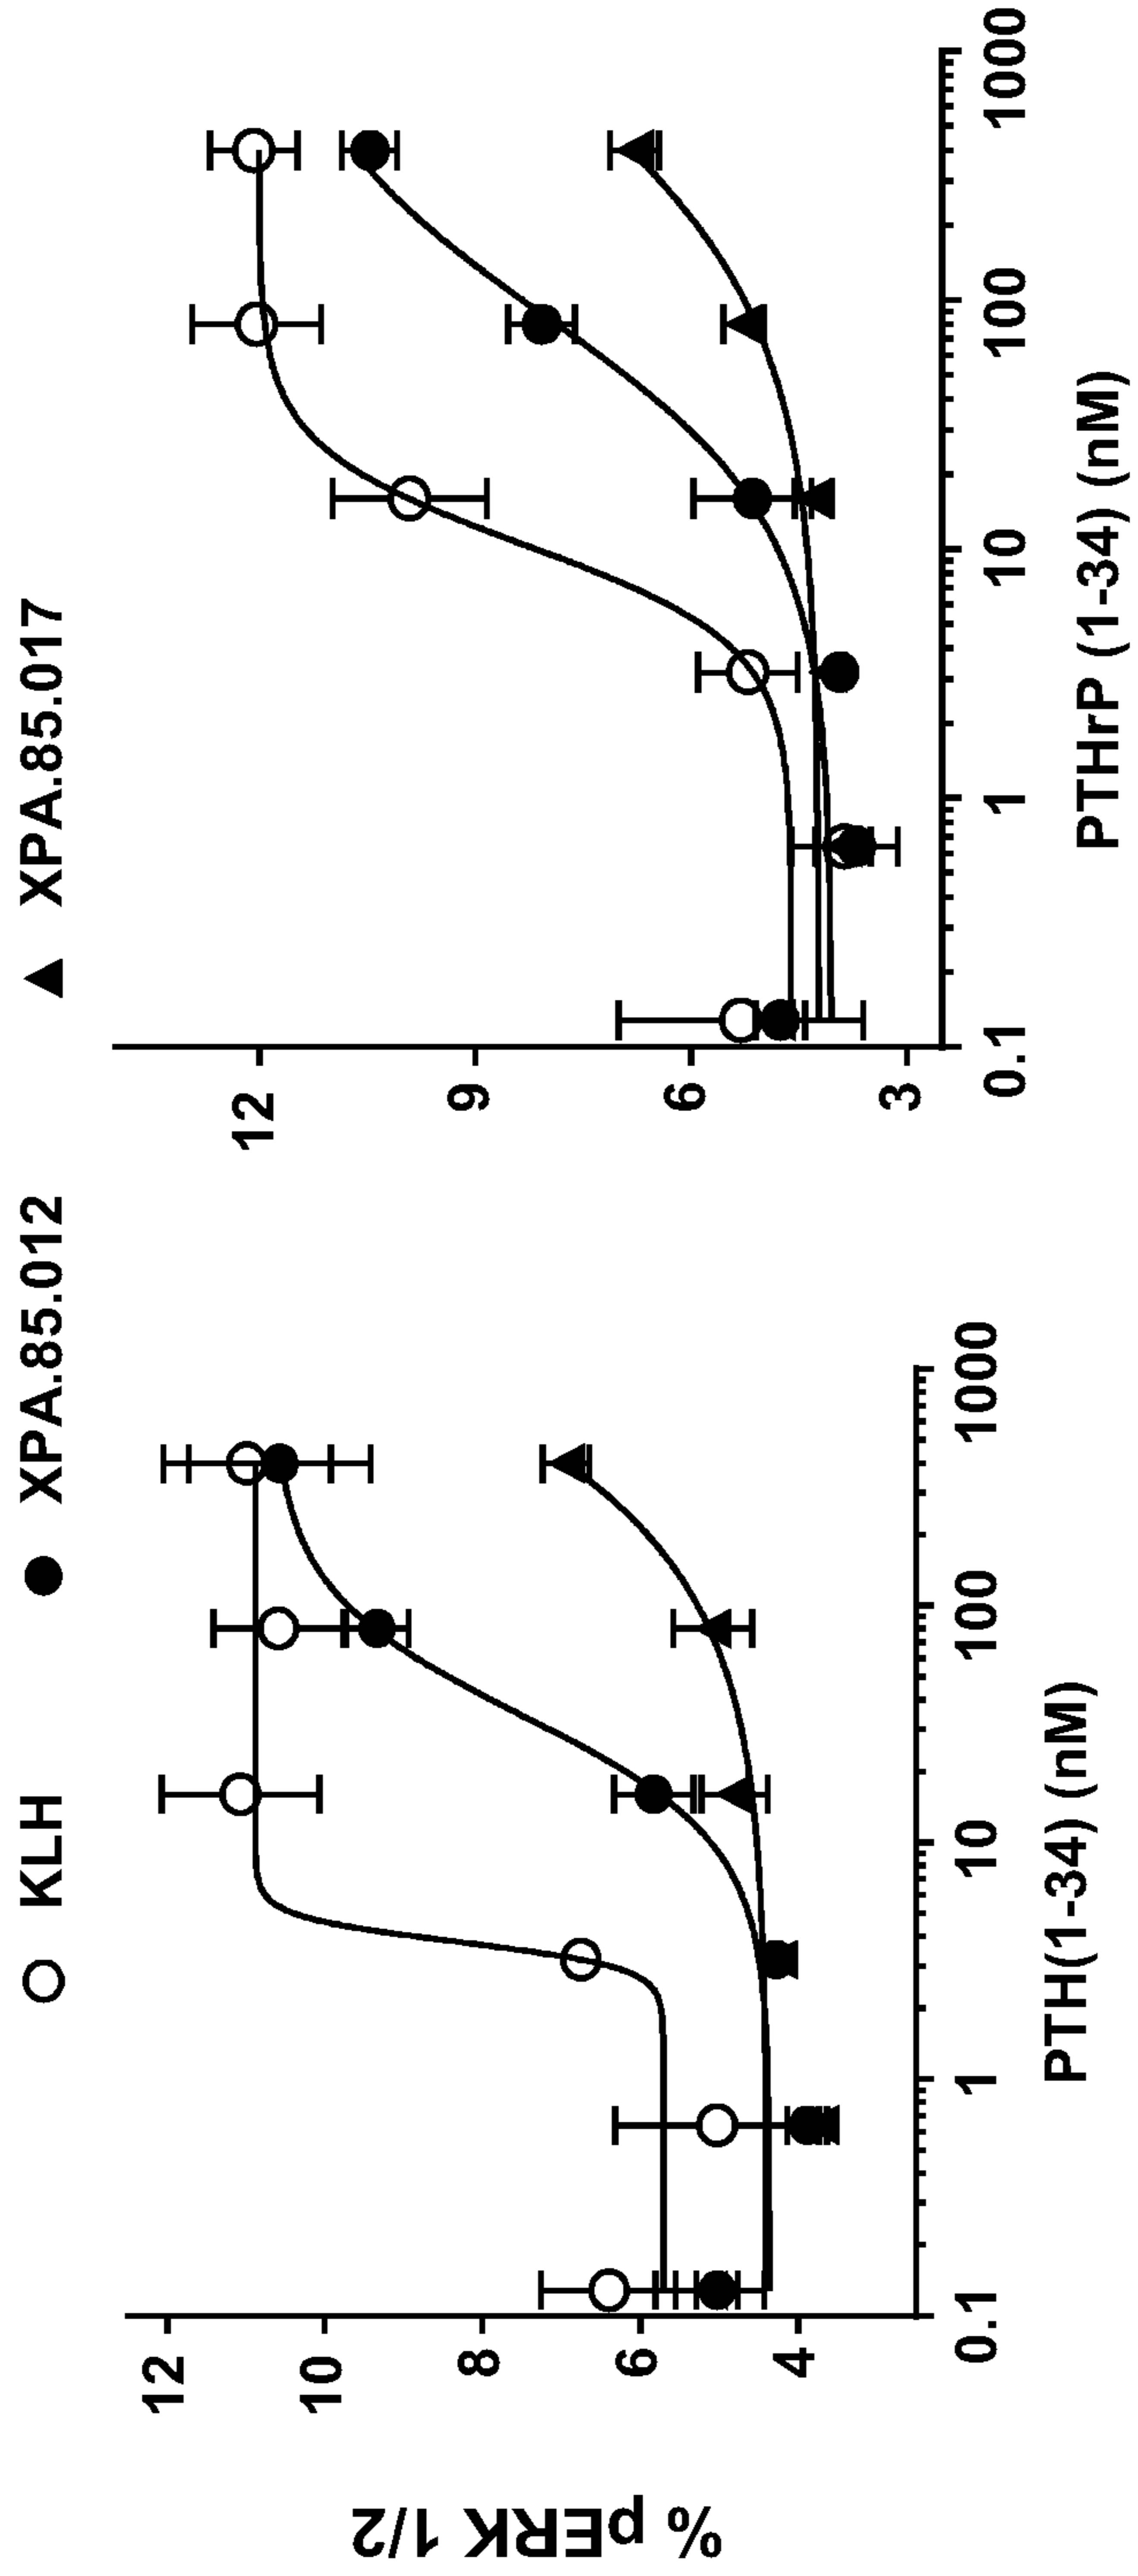 KLH XPA.85.012 XPA.85.017
% pERK 1/2
12
10
8
6
4
0.1 1 10 100 1000
PTH(1-34) (nM)
12
9
6
3
0.1 1 10 100 1000
PTHrP (1-34) (nM)